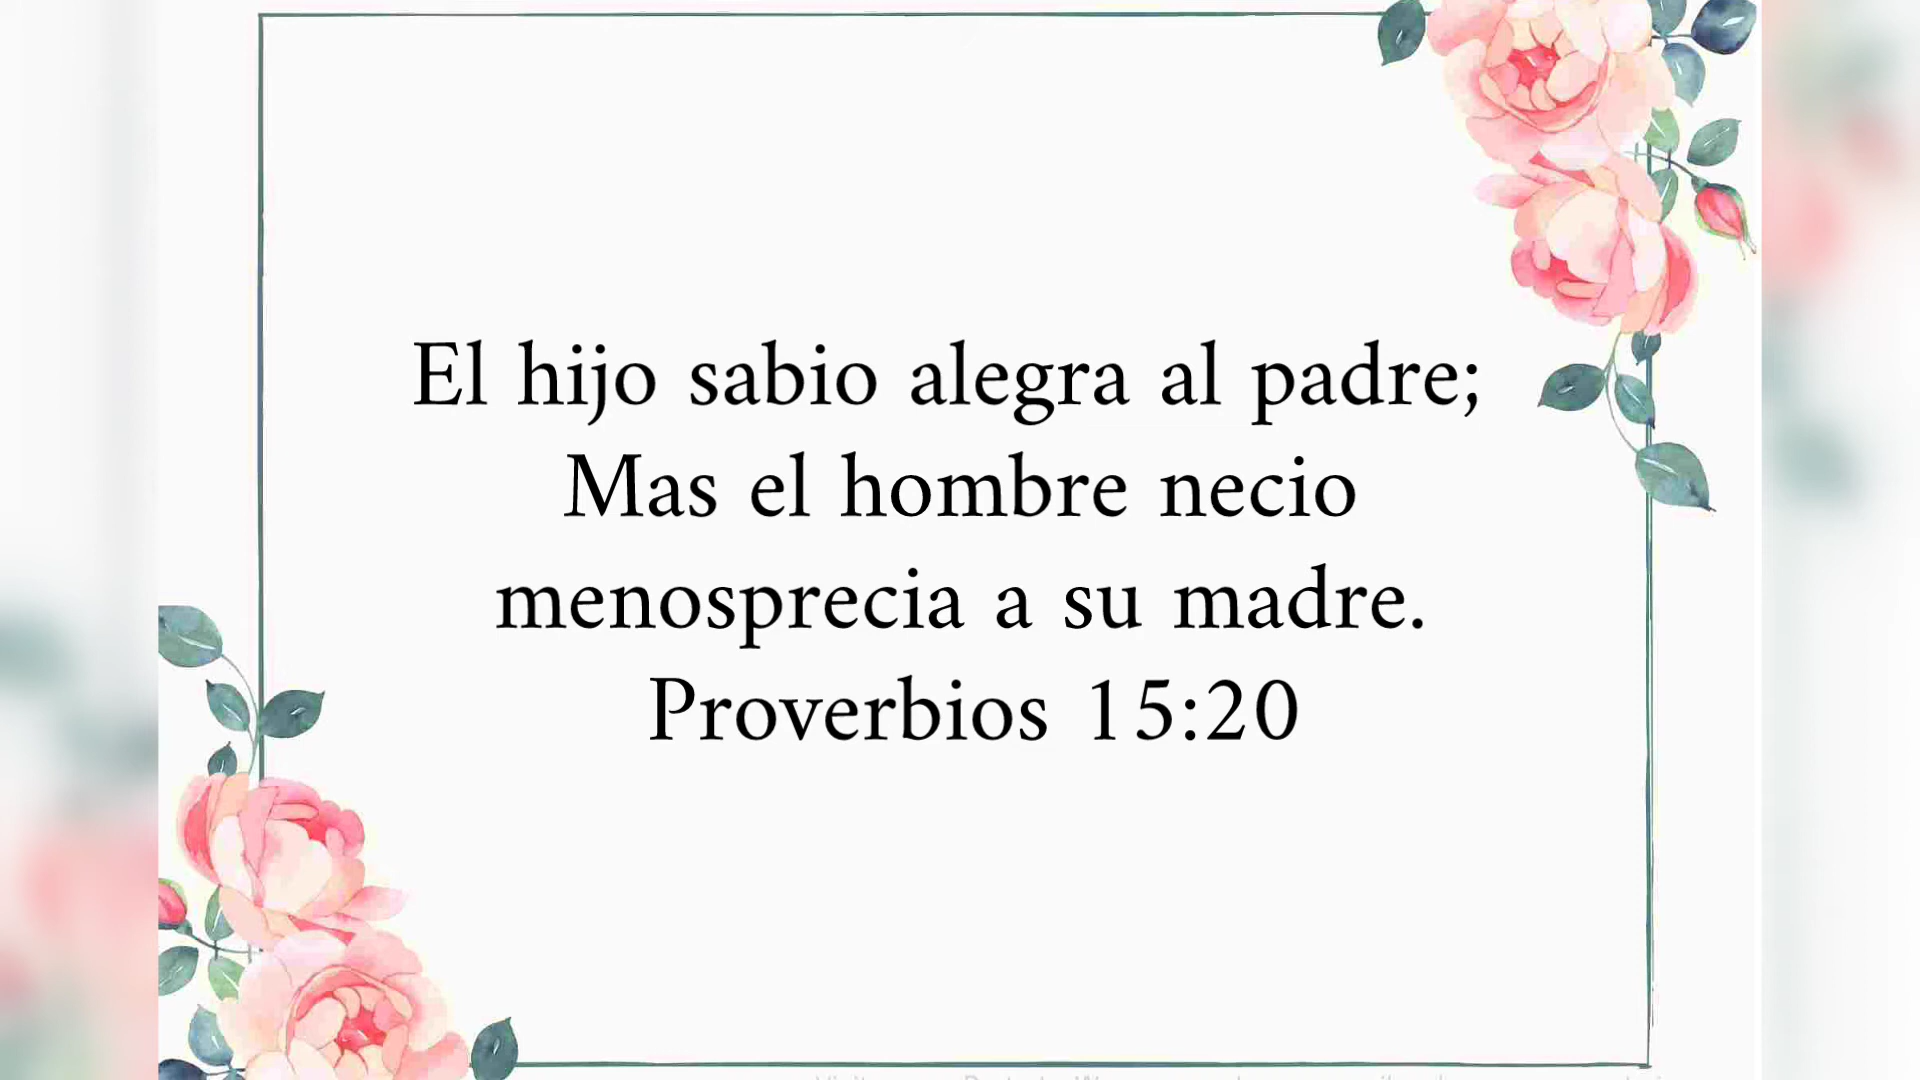 El hijo sabio alegra al padre;
Mas el hombre necio
menosprecia a su madre.
Proverbios 15:20